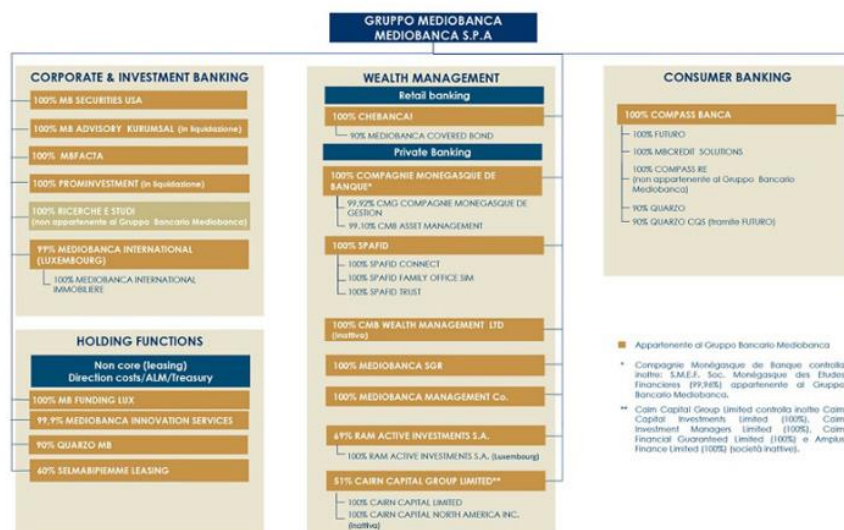 GRUPPO MEDIOBANCA
MEDIOBANCA S.P.A
CORPORATE & INVESTMENT BANKING
100% MB SECURITIES USA
100% MB ADVISORY KURUMSAL (in liquidazione)
100% MBFACTA
100% PROMINVESTMENT (in liquidazione)
100% RICERCHE E STUDI
(non appartenente al Gruppo Bancario Mediobanca)
99% MEDIOBANCA INTERNATIONAL
(LUXEMBOURG)
100% MEDIOBANCA INTERNATIONAL
IMMOBILIERE
HOLDING FUNCTIONS
Non core (leasing)
Direction costs/ALM/Treasury
100% MB FUNDING LUX
99,9% MEDIOBANCA INNOVATION SERVICES
90% QUARZO MB
60% SELMABIPIEMME LEASING
WEALTH MANAGEMENT
Retail banking
100% CHEBANCA!
90% MEDIOBANCA COVERED BOND
Private Banking
100% COMPAGNIE MONEGASQUE DE
BANQUE*
99,92% CMG COMPAGNIE MONEGASQUE DE
GESTION
99,10% CMB ASSET MANAGEMENT
100% SPAFID
100% SPAFID CONNECT
100% SPAFID FAMILY OFFICE SIM
100% SPAFID TRUST
100% CMB WEALTH MANAGEMENT LTD
(inattiva)
100% MEDIOBANCA SGR
100% MEDIOBANCA MANAGEMENT Co.
69% RAM ACTIVE INVESTMENTS S.A.
100% RAM ACTIVE INVESTMENTS S.A. (Luxembourg)
51% CAIRN CAPITAL GROUP LIMITED**
100% CAIRN CAPITAL LIMITED
100% CAIRN CAPITAL NORTH AMERICA INC.
(inattiva)
CONSUMER BANKING
100% COMPASS BANCA
100% FUTURO
100% MBCREDIT SOLUTIONS
100% COMPASS RE
(non appartenente al Gruppo Bancario
Mediobanca)
90% QUARZO
90% QUARZO CQS (tramite FUTURO)
Appartenente al Gruppo Bancario Mediobanca
* Compagnie Monégasque de Banque controlla
inoltre: S.M.E.F. Soc. Monégasque des Etudes
Financieres (99,96%) appartenente al Gruppo
Bancario Mediobanca.
** Cairn Capital Group Limited controlla inoltre Cairn
Capital Investments Limited (100%), Cairn
Investment Managers Limited (100%), Cairn
Financial Guaranteed Limited (100%) e Amplus
Finance Limited (100%) (società inattive).